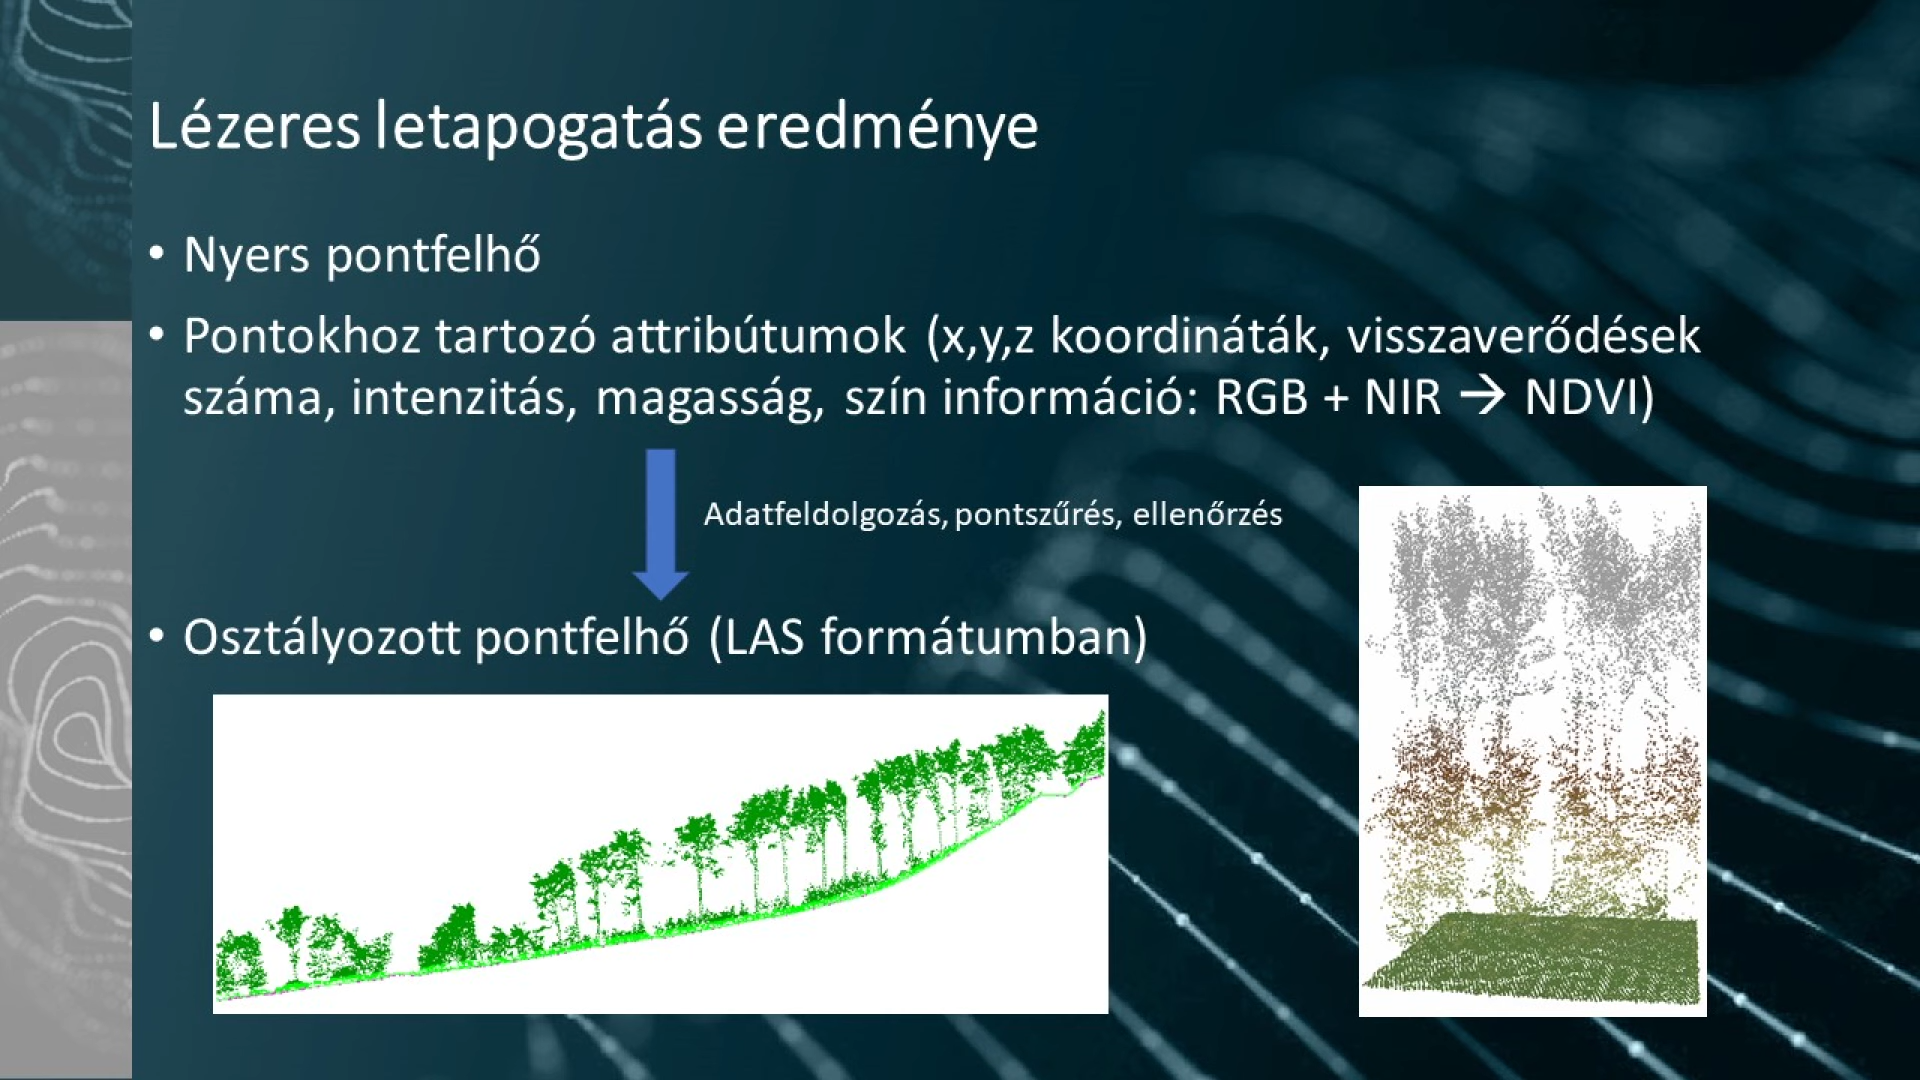 Lézeres letapogatás eredménye
• Nyers pontfelhő
• Pontokhoz tartozó attribútumok (x,y,z koordináták, visszaverődések
száma, intenzitás, magasság, szín információ: RGB + NIR → NDVI)
Adatfeldolgozás, pontszűrés, ellenőrzés
• Osztályozott pontfelhő (LAS formátumban)